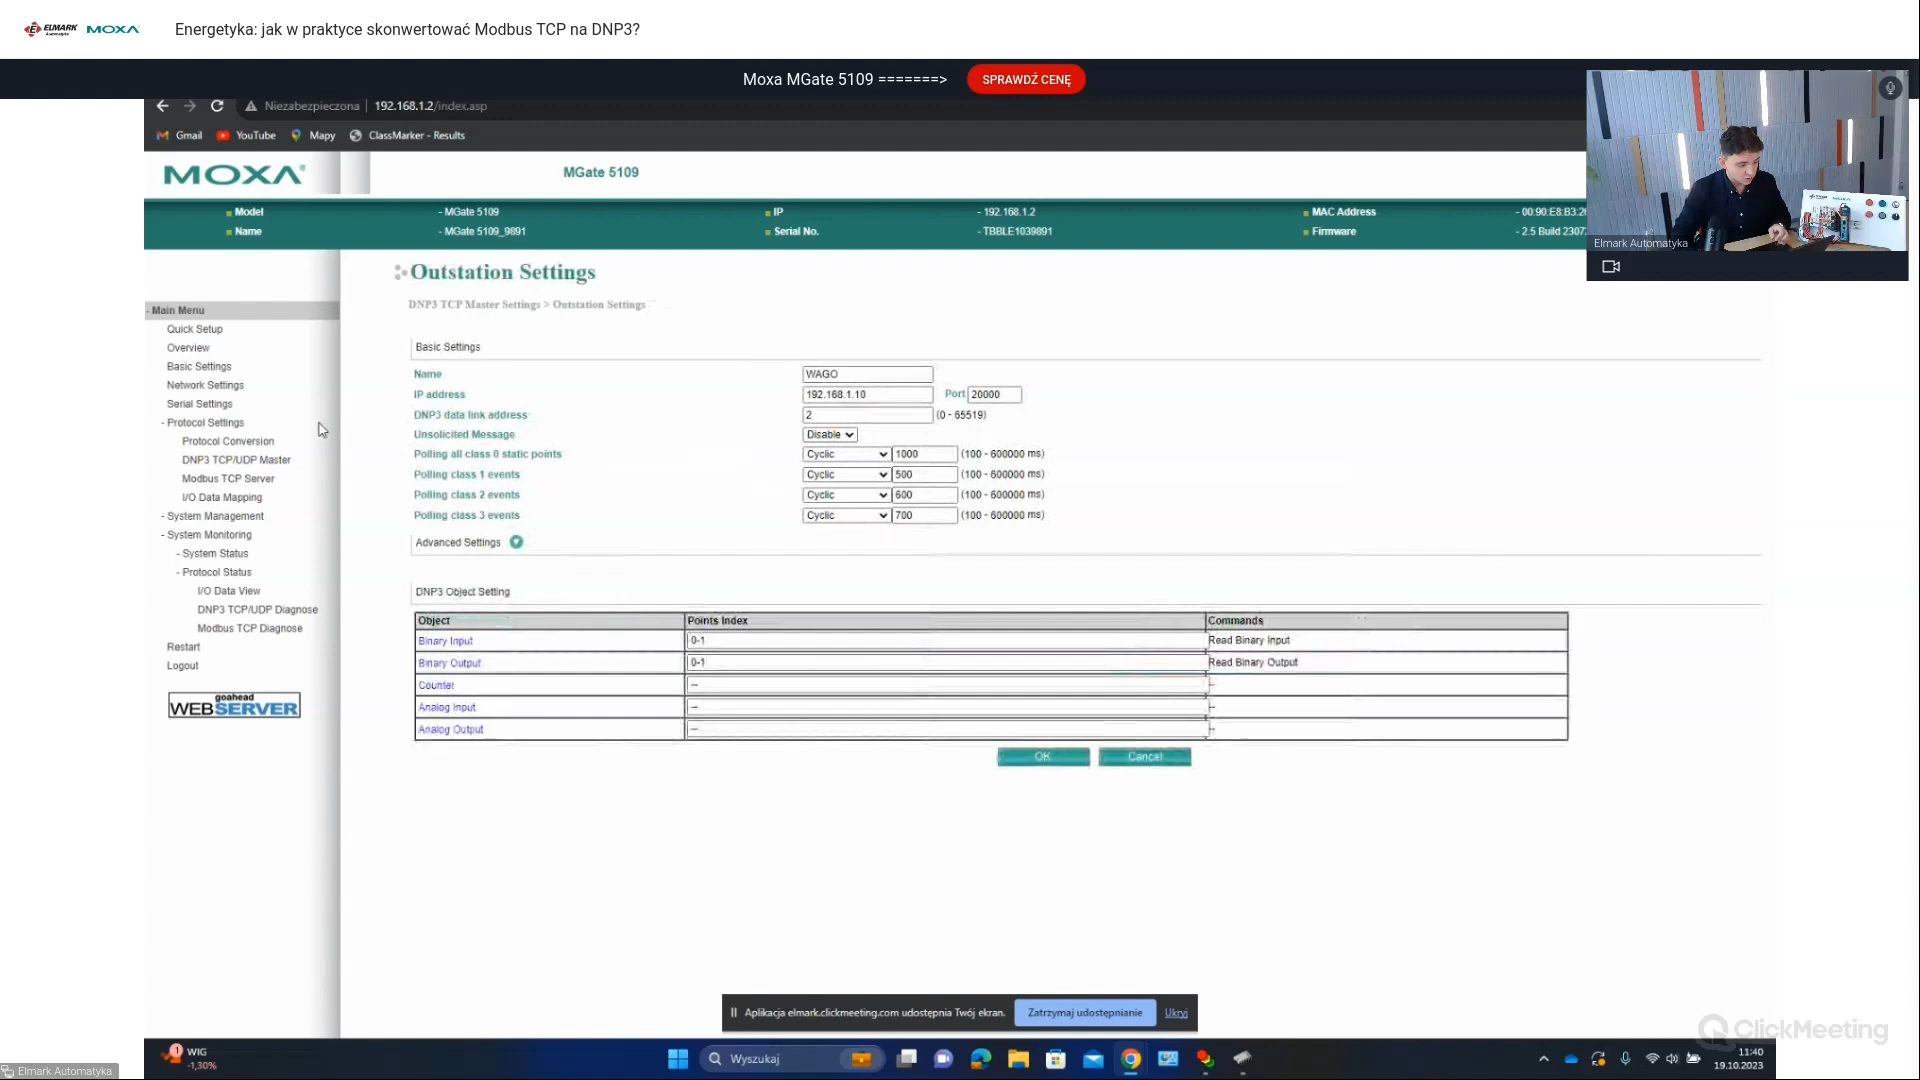 ELMARK Automatyka MOXA Energetyka: jak w praktyce skonwertować Modbus TCP na DNP3?
Moxa MGate 5109 =======> SPRAWDŹ CENĘ
Niezabezpieczona 192.168.1.2/index.asp
Gmail YouTube Mapy ClassMarker - Results
MOXA MGate 5109
Model - MGate 5109 IP - 192.168.1.2 MAC Address
Name - MGate 5109_9891 Serial No. - TBBLE1039891 Firmware - 2.5 Build
Elmark Automatyka
Outstation Settings
DNP3 TCP Master Settings > Outstation Settings
- Main Menu
Quick Setup
Overview
Basic Settings
Network Settings
Serial Settings
- Protocol Settings
Protocol Conversion
DNP3 TCP/UDP Master
Modbus TCP Server
I/O Data Mapping
- System Management
- System Monitoring
- System Status
- Protocol Status
I/O Data View
DNP3 TCP/UDP Diagnose
Modbus TCP Diagnose
Restart
Logout
goahead
WEBSERVER
Basic Settings
Name WAGO
IP address 192.168.1.10 Port 20000
DNP3 data link address 2 (0 - 65519)
Unsolicited Message Disable
Polling all class 0 static points Cyclic 1000 (100 - 600000 ms)
Polling class 1 events Cyclic 500 (100 - 600000 ms)
Polling class 2 events Cyclic 600 (100 - 600000 ms)
Polling class 3 events Cyclic 700 (100 - 600000 ms)
Advanced Settings
DNP3 Object Setting
Object Points Index Commands
Binary Input 0-1 Read Binary Input
Binary Output 0-1 Read Binary Output
Counter -- --
Analog Input -- --
Analog Output -- --
OK Cancel
Aplikacja elmark.clickmeeting.com udostępnia Twój ekran. Zatrzymaj udostępnianie Ukryj
ClickMeeting
1 WIG
-1,30%
Wyszukaj
11:40
19.10.2023
Elmark Automatyka